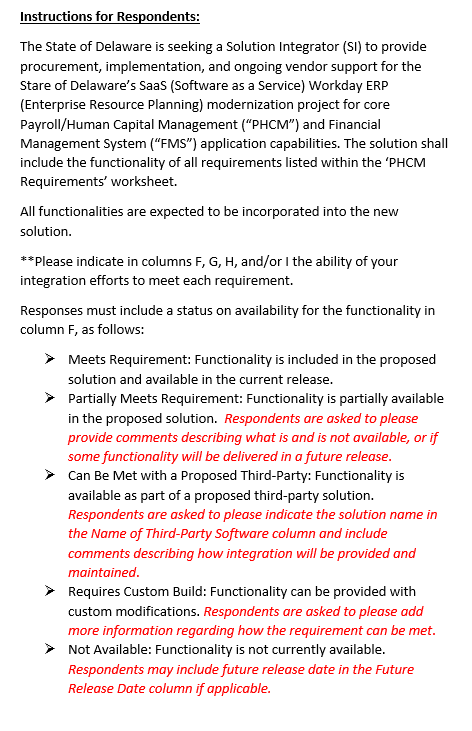 Instructions for Respondents:
The State of Delaware is seeking a Solution Integrator (SI) to provide
procurement, implementation, and ongoing vendor support for the
Stare of Delaware's SaaS (Software as a Service) Workday ERP
(Enterprise Resource Planning) modernization project for core
Payroll/Human Capital Management ("PHCM") and Financial
Management System ("FMS") application capabilities. The solution shall
include the functionality of all requirements listed within the 'PHCM
Requirements' worksheet.
All functionalities are expected to be incorporated into the new
solution.
**Please indicate in columns F, G, H, and/or I the ability of your
integration efforts to meet each requirement.
Responses must include a status on availability for the functionality in
column F, as follows:
➢ Meets Requirement: Functionality is included in the proposed
solution and available in the current release.
➢ Partially Meets Requirement: Functionality is partially available
in the proposed solution. Respondents are asked to please
provide comments describing what is and is not available, or if
some functionality will be delivered in a future release.
➢ Can Be Met with a Proposed Third-Party: Functionality is
available as part of a proposed third-party solution.
Respondents are asked to please indicate the solution name in
the Name of Third-Party Software column and include
comments describing how integration will be provided and
maintained.
➢ Requires Custom Build: Functionality can be provided with
custom modifications. Respondents are asked to please add
more information regarding how the requirement can be met.
➢ Not Available: Functionality is not currently available.
Respondents may include future release date in the Future
Release Date column if applicable.